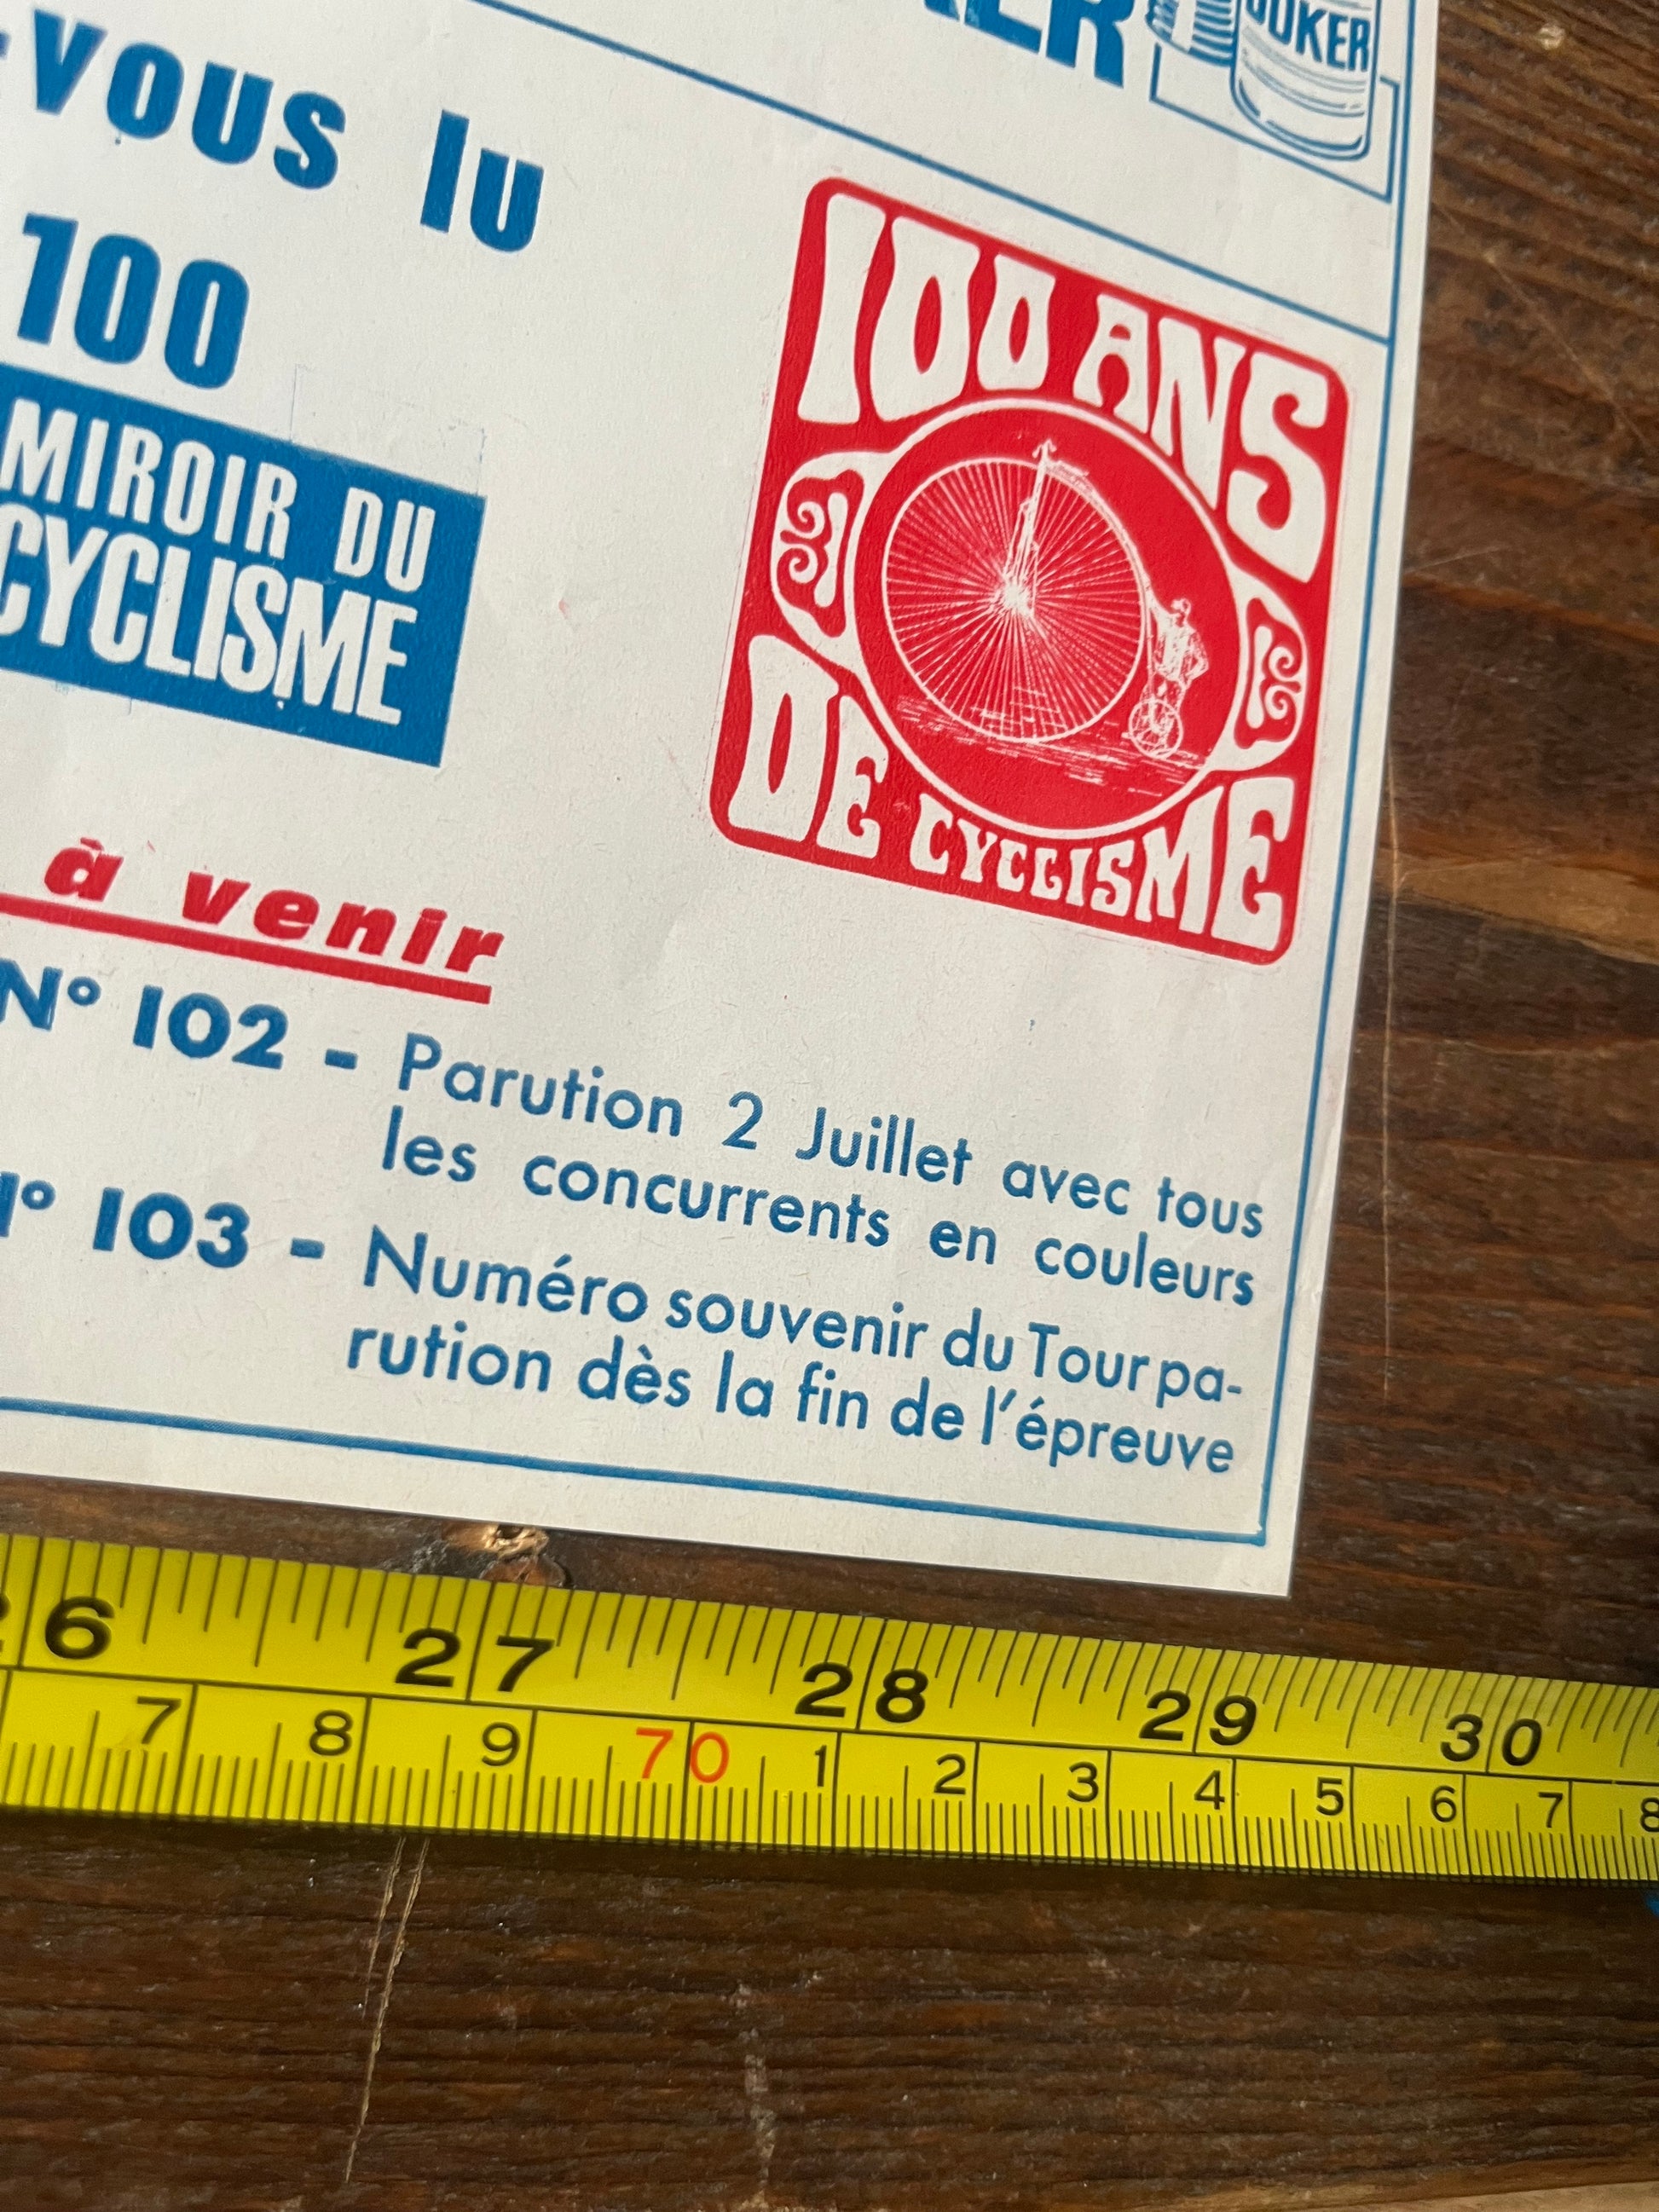 JOKER
-vous lu
100
MIROIR DU
CYCLISME
100 ANS
DE CYCLISME
à venir
N° 102 - Parution 2 Juillet avec tous
les concurrents en couleurs
N° 103 - Numéro souvenir du Tour pa-
rution dès la fin de l'épreuve
26 27 28 29 30
7 8 9 70 1 2 3 4 5 6 7 8